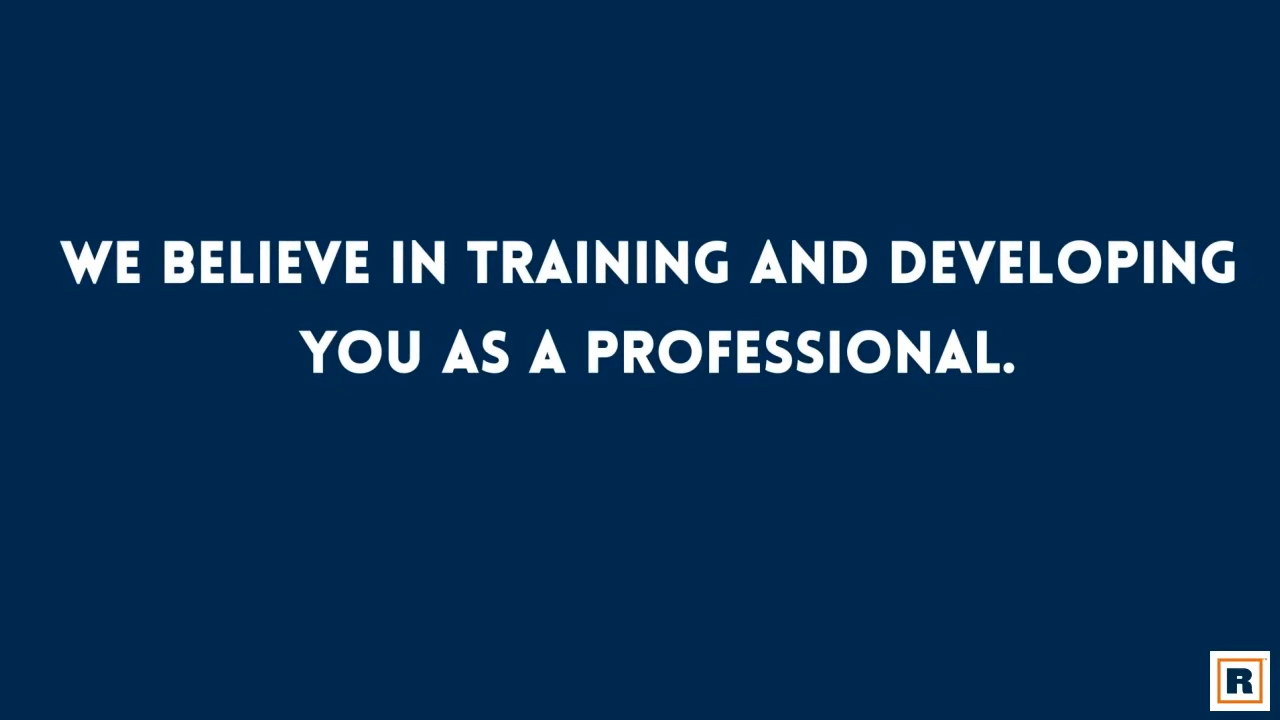 WE BELIEVE IN TRAINING AND DEVELOPING
YOU AS A PROFESSIONAL.
R